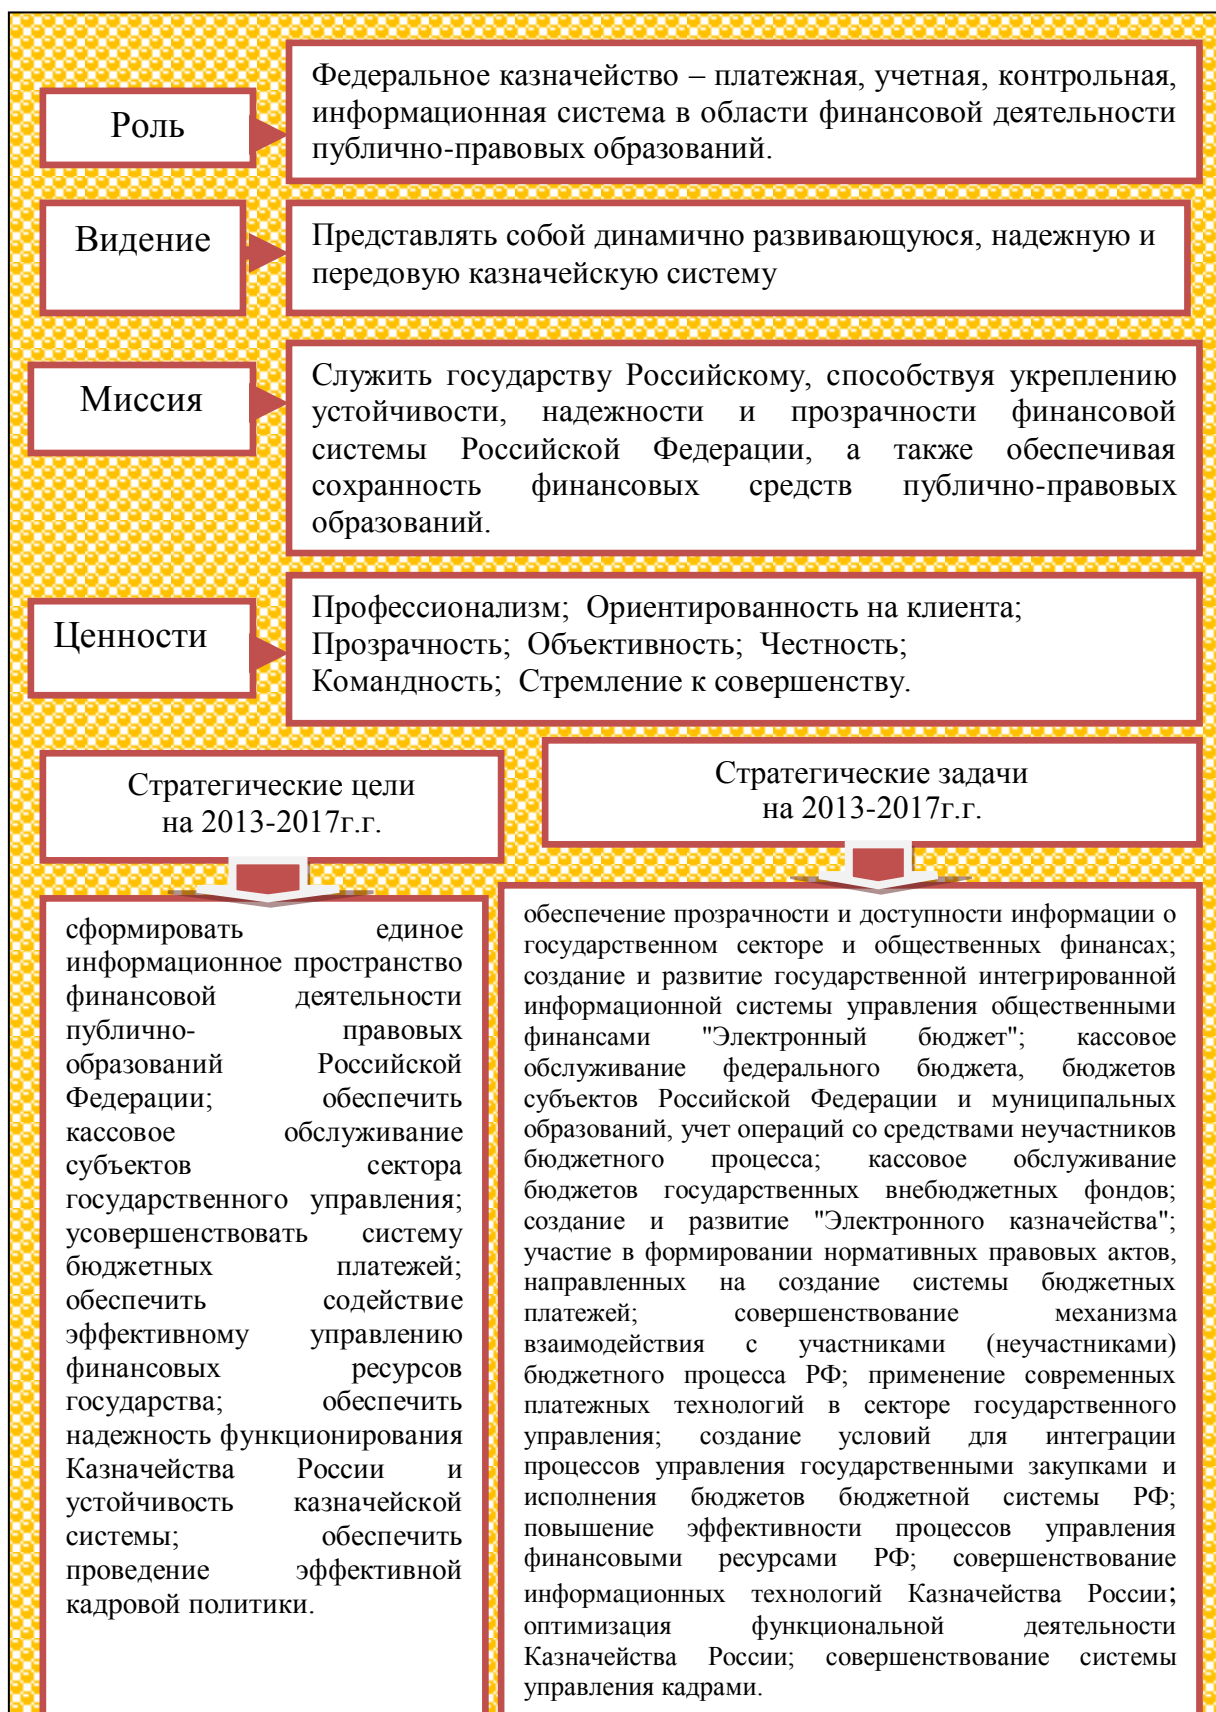 Роль
Федеральное казначейство – платежная, учетная, контрольная,
информационная система в области финансовой деятельности
публично-правовых образований.
Видение
Представлять собой динамично развивающуюся, надежную и
передовую казначейскую систему
Миссия
Служить государству Российскому, способствуя укреплению
устойчивости, надежности и прозрачности финансовой
системы Российской Федерации, а также обеспечивая
сохранность финансовых средств публично-правовых
образований.
Ценности
Профессионализм; Ориентированность на клиента;
Прозрачность; Объективность; Честность;
Командность; Стремление к совершенству.
Стратегические цели
на 2013-2017г.г.
сформировать единое
информационное пространство
финансовой деятельности
публично- правовых
образований Российской
Федерации; обеспечить
кассовое обслуживание
субъектов сектора
государственного управления;
усовершенствовать систему
бюджетных платежей;
обеспечить содействие
эффективному управлению
финансовых ресурсов
государства; обеспечить
надежность функционирования
Казначейства России и
устойчивость казначейской
системы; обеспечить
проведение эффективной
кадровой политики.
Стратегические задачи
на 2013-2017г.г.
обеспечение прозрачности и доступности информации о
государственном секторе и общественных финансах;
создание и развитие государственной интегрированной
информационной системы управления общественными
финансами "Электронный бюджет"; кассовое
обслуживание федерального бюджета, бюджетов
субъектов Российской Федерации и муниципальных
образований, учет операций со средствами неучастников
бюджетного процесса; кассовое обслуживание
бюджетов государственных внебюджетных фондов;
создание и развитие "Электронного казначейства";
участие в формировании нормативных правовых актов,
направленных на создание системы бюджетных
платежей; совершенствование механизма
взаимодействия с участниками (неучастниками)
бюджетного процесса РФ; применение современных
платежных технологий в секторе государственного
управления; создание условий для интеграции
процессов управления государственными закупками и
исполнения бюджетов бюджетной системы РФ;
повышение эффективности процессов управления
финансовыми ресурсами РФ; совершенствование
информационных технологий Казначейства России;
оптимизация функциональной деятельности
Казначейства России; совершенствование системы
управления кадрами.